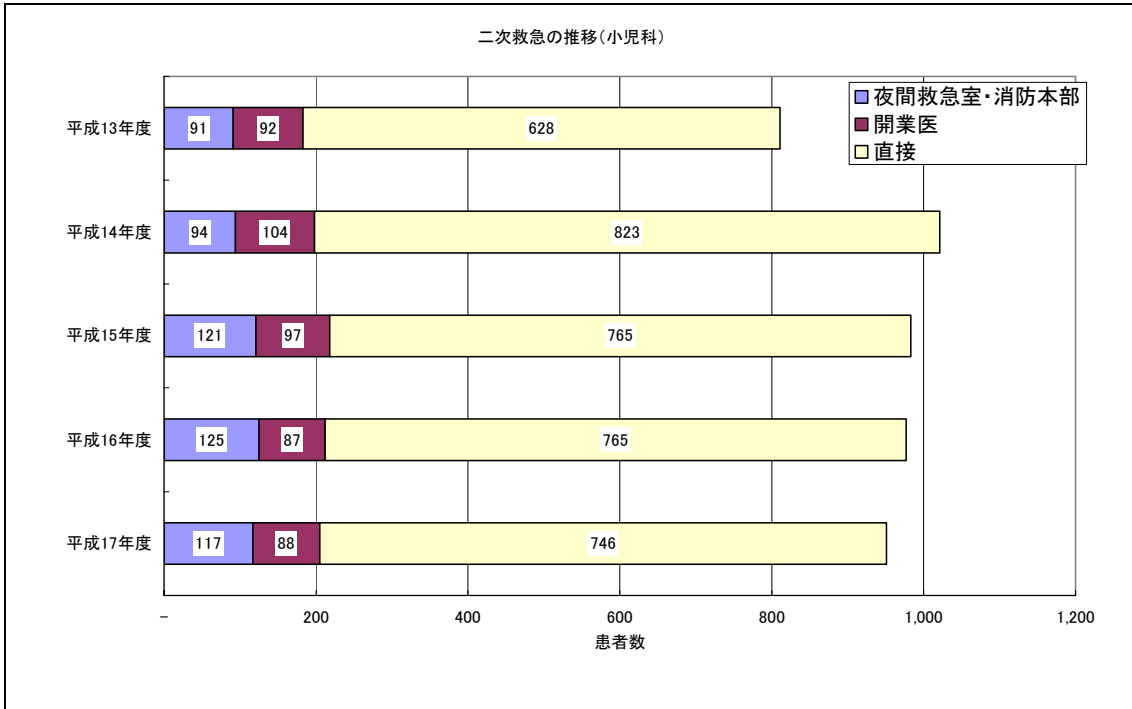 二次救急の推移(小児科)
夜間救急室・消防本部
開業医
直接
平成13年度
91
92
628
平成14年度
94
104
823
平成15年度
121
97
765
平成16年度
125
87
765
平成17年度
117
88
746
-
200
400
600
800
1,000
1,200
患者数